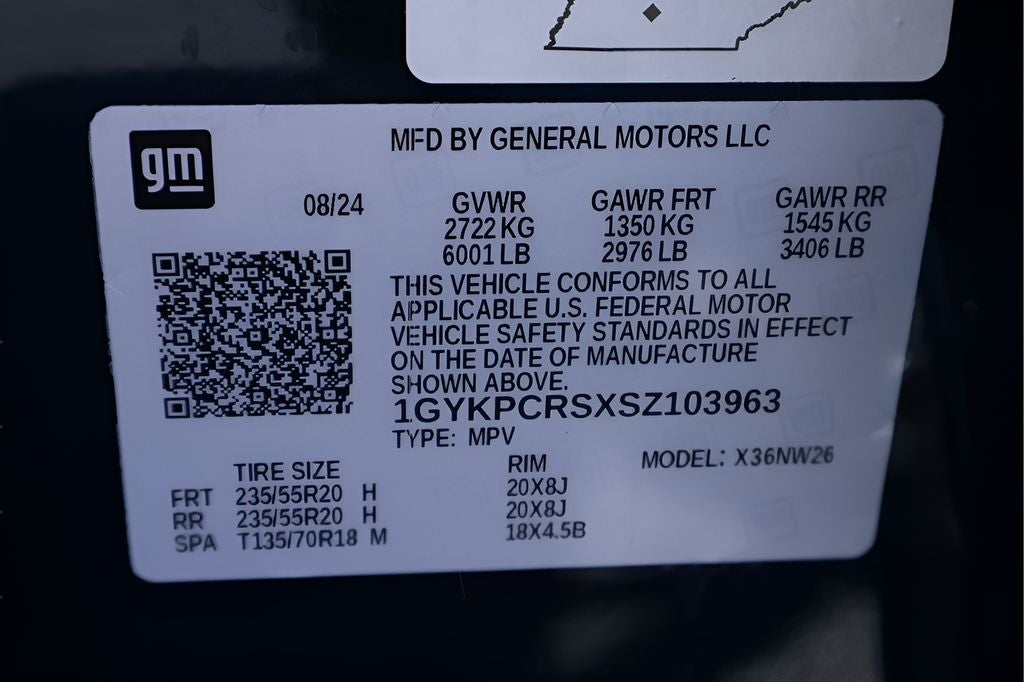 gm
MFD BY GENERAL MOTORS LLC
08/24 GVWR GAWR FRT GAWR RR
2722 KG 1350 KG 1545 KG
6001 LB 2976 LB 3406 LB
THIS VEHICLE CONFORMS TO ALL
APPLICABLE U.S. FEDERAL MOTOR
VEHICLE SAFETY STANDARDS IN EFFECT
ON THE DATE OF MANUFACTURE
SHOWN ABOVE.
1GYKPCRSXSZ103963
TYPE: MPV
TIRE SIZE RIM MODEL: X36NW26
FRT 235/55R20 H 20X8J
RR 235/55R20 H 20X8J
SPA T135/70R18 M 18X4.5B